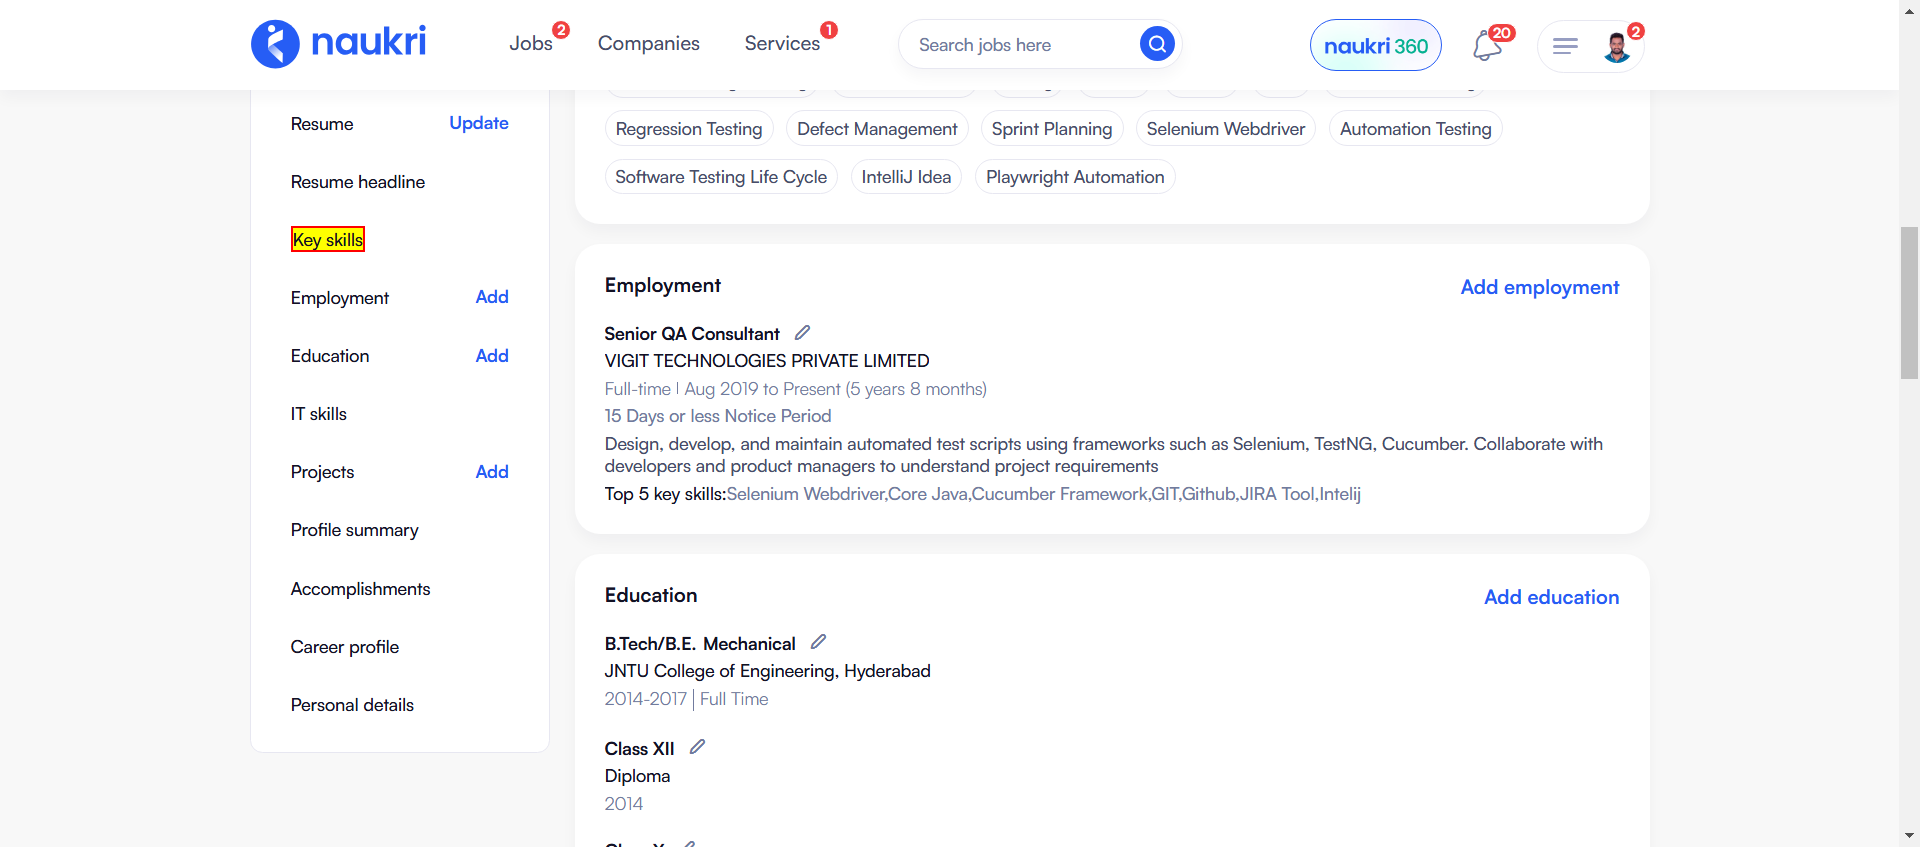 naukri
Jobs 2
Companies
Services 1
Search jobs here
naukri 360
20
2
Resume Update
Resume headline
Key skills
Employment Add
Education Add
IT skills
Projects Add
Profile summary
Accomplishments
Career profile
Personal details
Regression Testing Defect Management Sprint Planning Selenium Webdriver Automation Testing
Software Testing Life Cycle IntelliJ Idea Playwright Automation
Employment Add employment
Senior QA Consultant
VIGIT TECHNOLOGIES PRIVATE LIMITED
Full-time | Aug 2019 to Present (5 years 8 months)
15 Days or less Notice Period
Design, develop, and maintain automated test scripts using frameworks such as Selenium, TestNG, Cucumber. Collaborate with
developers and product managers to understand project requirements
Top 5 key skills:Selenium Webdriver,Core Java,Cucumber Framework,GIT,Github,JIRA Tool,Intelij
Education Add education
B.Tech/B.E. Mechanical
JNTU College of Engineering, Hyderabad
2014-2017 | Full Time
Class XII
Diploma
2014